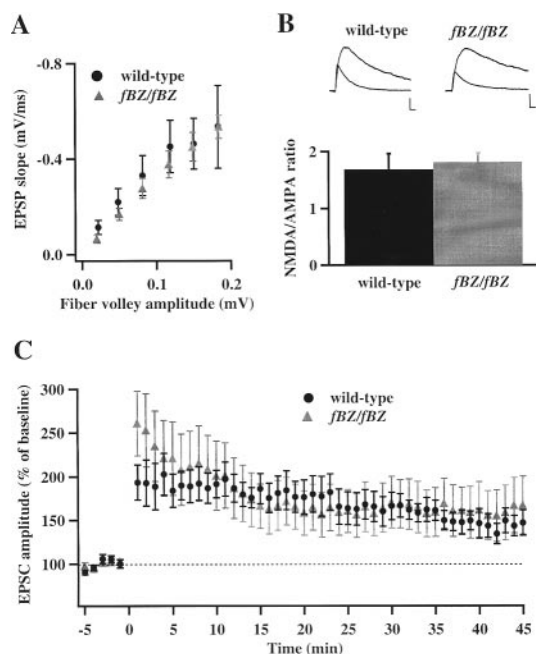 A
-0.8
wild-type
fBZ/fBZ
-0.4
EPSP slope (mV/ms)
0.0
0.0
0.1
0.2
Fiber volley amplitude (mV)
B
wild-type
fBZ/fBZ
2
1
0
NMDA/AMPA ratio
wild-type
fBZ/fBZ
C
300
wild-type
fBZ/fBZ
250
200
150
100
EPSC amplitude (% of baseline)
-5
0
5
10
15
20
25
30
35
40
45
Time (min)